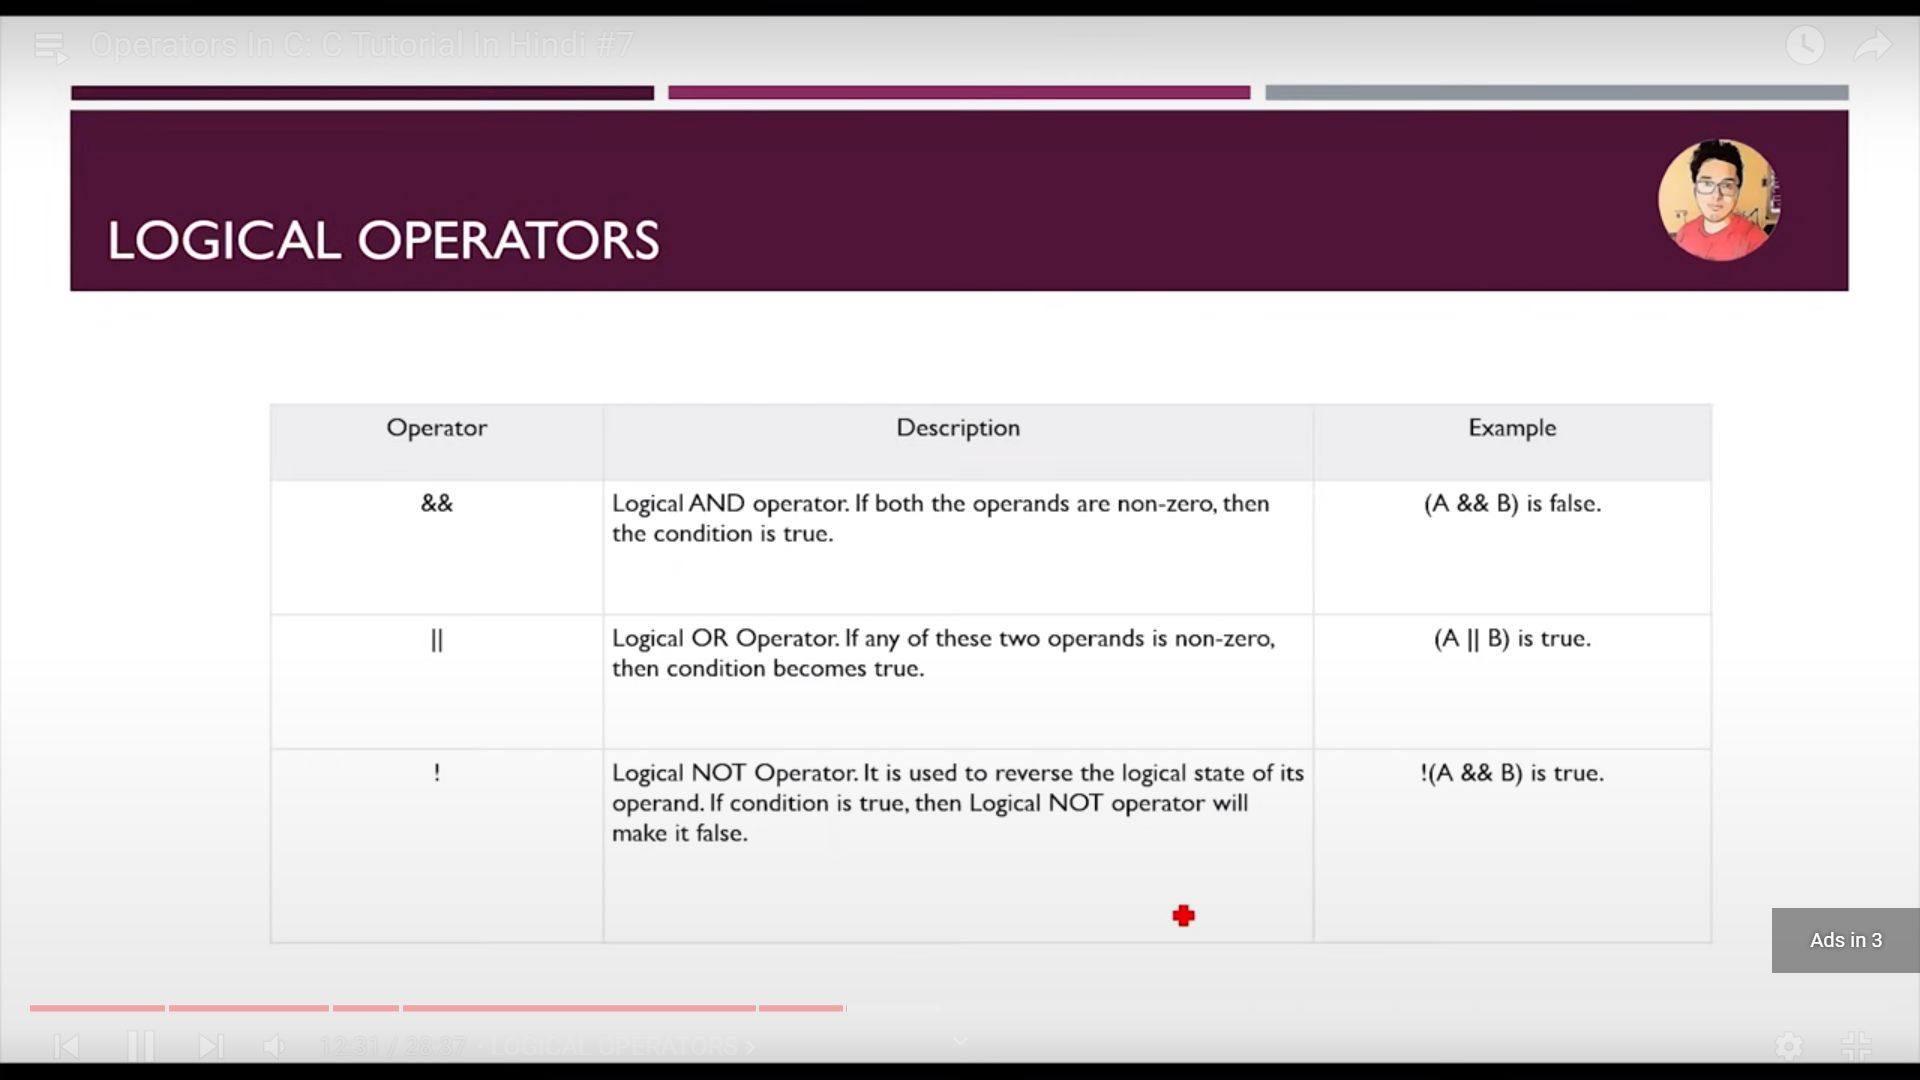 Operators In C: C Tutorial In Hindi #7
LOGICAL OPERATORS
Operator Description Example
&& Logical AND operator. If both the operands are non-zero, then (A && B) is false.
the condition is true.
|| Logical OR Operator. If any of these two operands is non-zero, (A || B) is true.
then condition becomes true.
! Logical NOT Operator. It is used to reverse the logical state of its !(A && B) is true.
operand. If condition is true, then Logical NOT operator will
make it false.
Ads in 3
12:31 / 28:37 LOGICAL OPERATORS